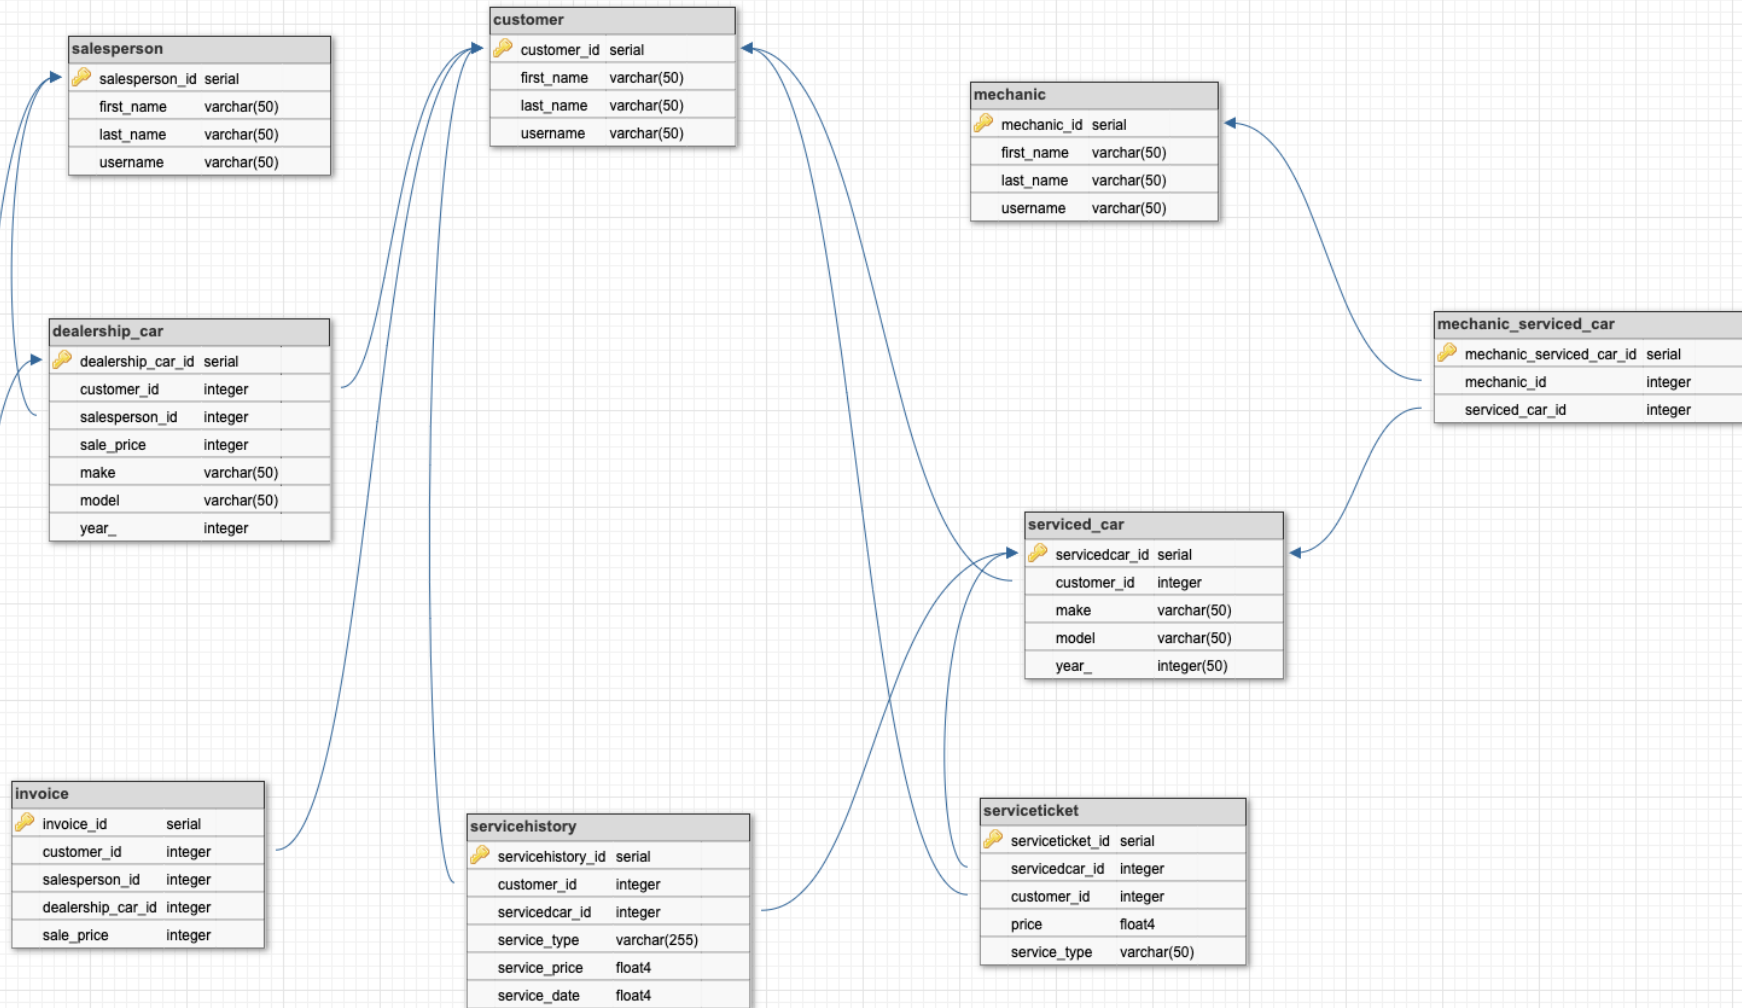 customer
customer_id serial
first_name varchar(50)
last_name varchar(50)
username varchar(50)
salesperson
salesperson_id serial
first_name varchar(50)
last_name varchar(50)
username varchar(50)
mechanic
mechanic_id serial
first_name varchar(50)
last_name varchar(50)
username varchar(50)
dealership_car
dealership_car_id serial
customer_id integer
salesperson_id integer
sale_price integer
make varchar(50)
model varchar(50)
year_ integer
mechanic_serviced_car
mechanic_serviced_car_id serial
mechanic_id integer
serviced_car_id integer
serviced_car
servicedcar_id serial
customer_id integer
make varchar(50)
model varchar(50)
year_ integer(50)
invoice
invoice_id serial
customer_id integer
salesperson_id integer
dealership_car_id integer
sale_price integer
servicehistory
servicehistory_id serial
customer_id integer
servicedcar_id integer
service_type varchar(255)
service_price float4
service_date float4
serviceticket
serviceticket_id serial
servicedcar_id integer
customer_id integer
price float4
service_type varchar(50)